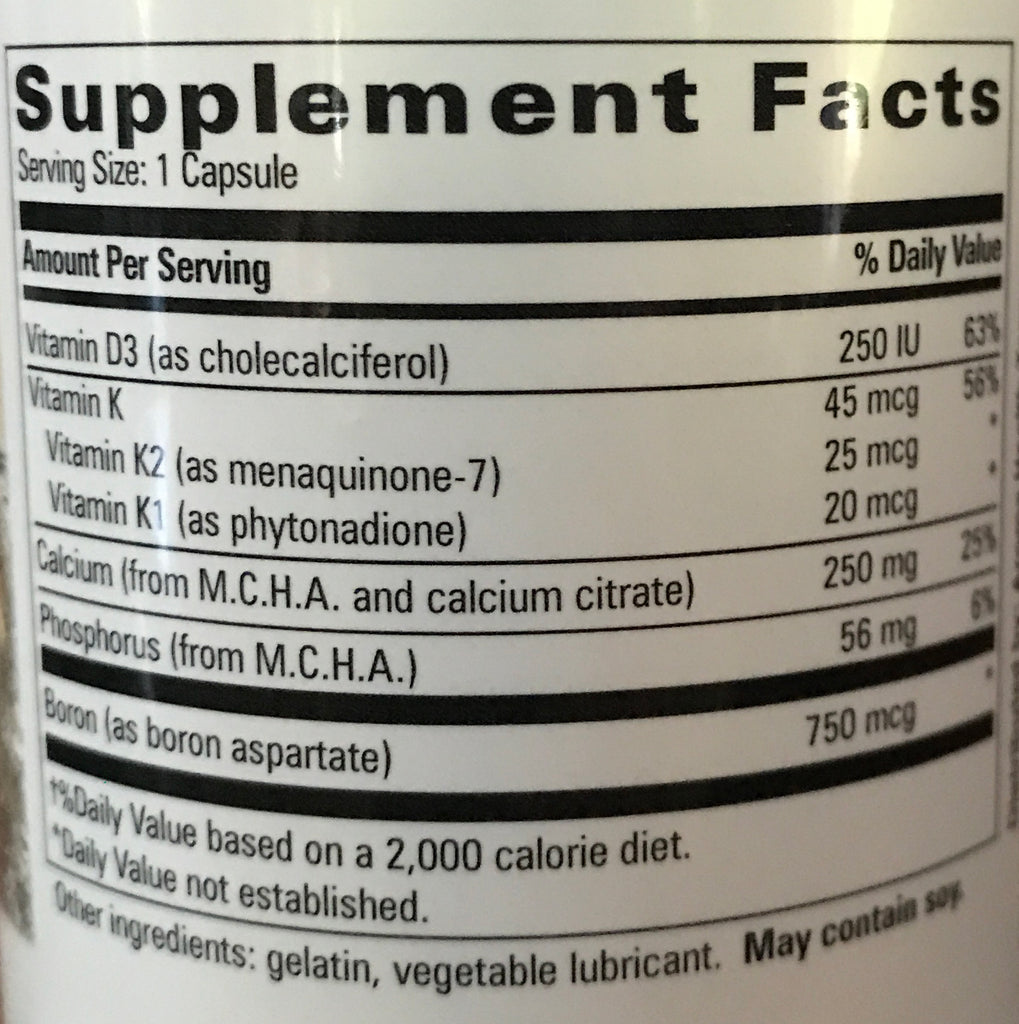 Supplement Facts
Serving Size: 1 Capsule
Amount Per Serving % Daily Value
Vitamin D3 (as cholecalciferol) 250 IU 63%
Vitamin K 45 mcg 56%
Vitamin K2 (as menaquinone-7) 25 mcg *
Vitamin K1 (as phytonadione) 20 mcg *
Calcium (from M.C.H.A. and calcium citrate) 250 mg 25%
Phosphorus (from M.C.H.A.) 56 mg 6%
Boron (as boron aspartate) 750 mcg *
†%Daily Value based on a 2,000 calorie diet.
*Daily Value not established.
Other ingredients: gelatin, vegetable lubricant. May contain soy.